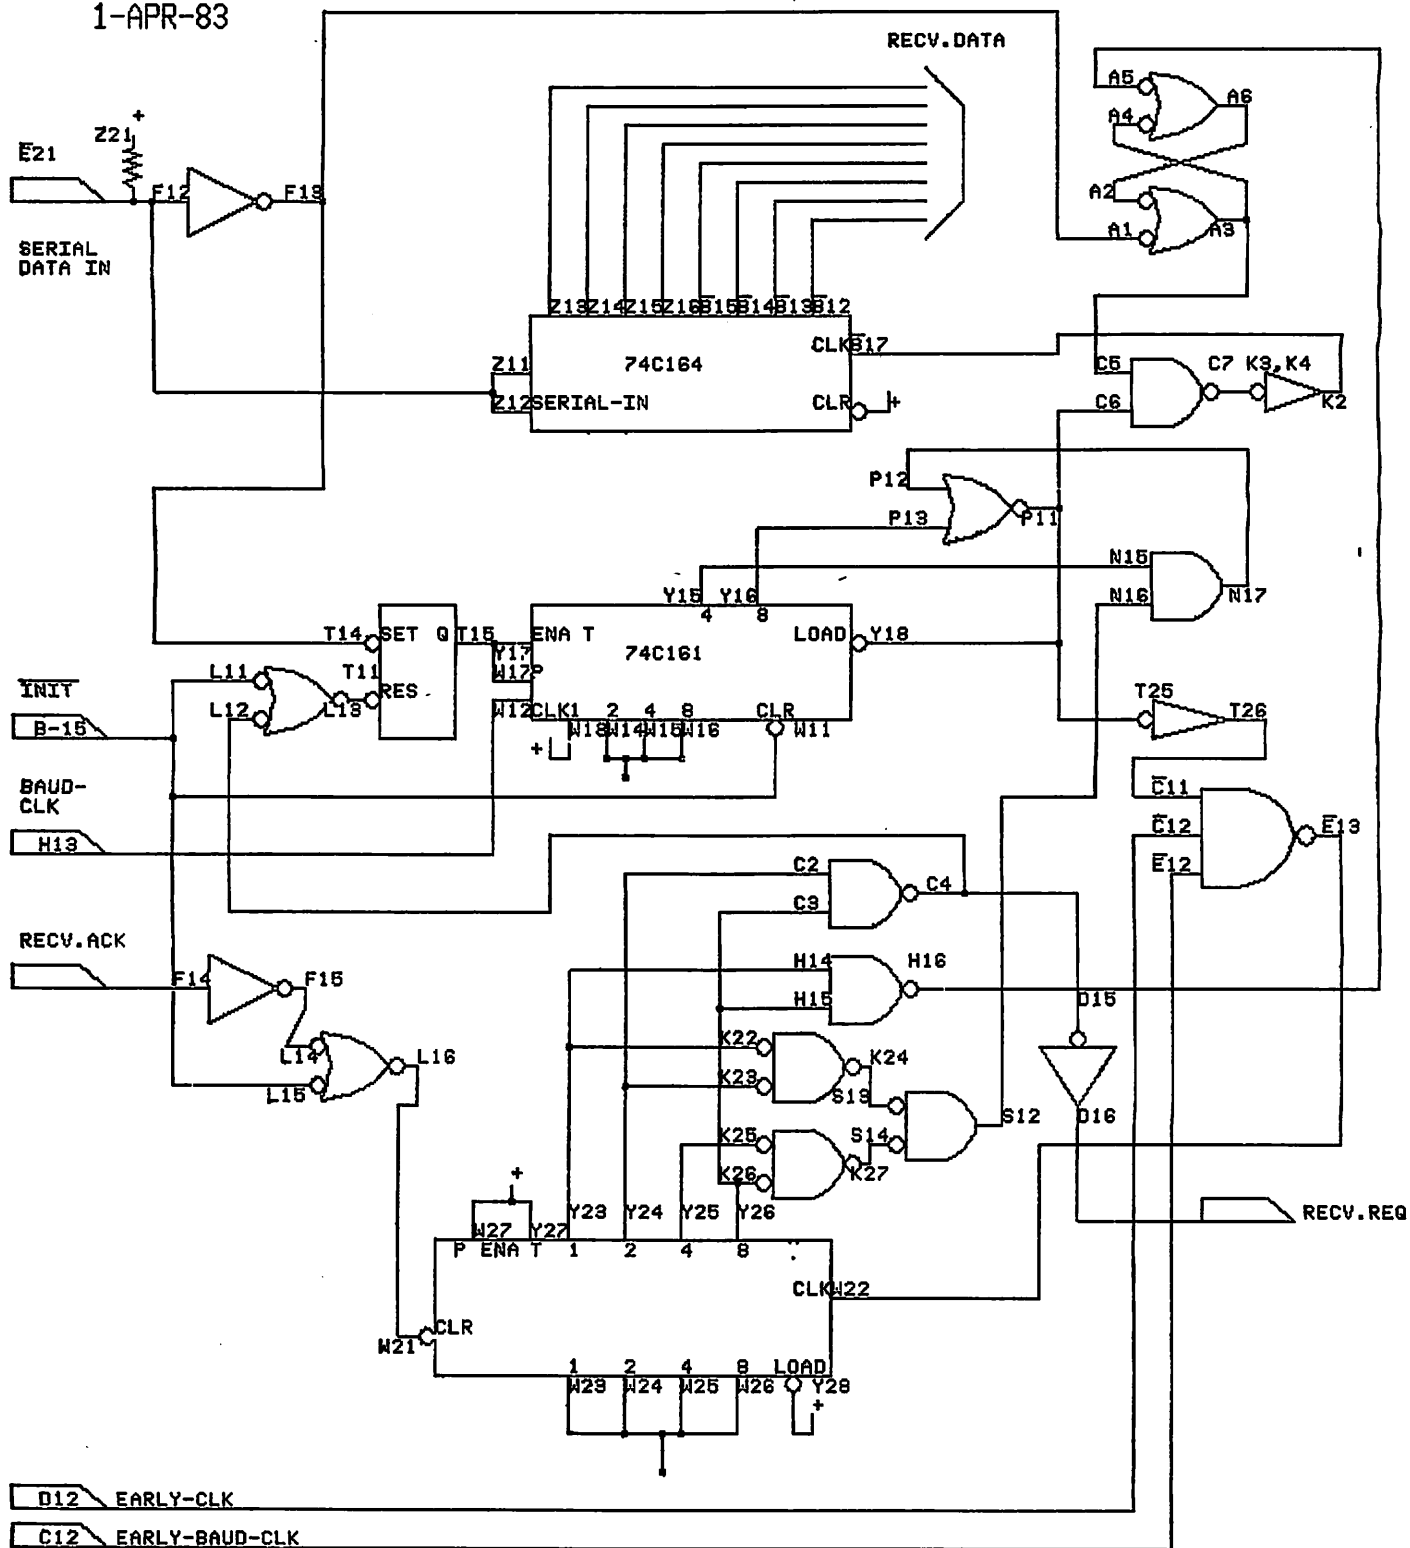 1-APR-83
RECV.DATA
A5
A6
A4
+
Z21
E21
F12
F13
A2
A1
A3
SERIAL
DATA IN
Z13 Z14 Z15 Z16 B15 B14 B13 B12
CLK B17
Z11
74C164
C5
C7
K3,K4
Z12 SERIAL-IN
CLR
+
C6
K2
P12
P13
P11
N15
Y15
Y16
N16
N17
4
8
T14
SET
Q
T15
ENA T
LOAD
Y18
Y17
74C161
INIT
L11
T11
W17
P
RES
T25
L12
L13
W12
CLK
1
2
4
8
CLR
T26
B-15
W13
W14
W15
W16
W11
+
BAUD-
CLK
C11
C12
E13
H13
E12
C2
C4
C3
RECV.ACK
H14
H16
F14
F15
H15
D15
K22
K24
L14
L16
K23
S13
L15
S12
D16
K25
S14
K26
K27
+
W27
Y27
Y23
Y24
Y25
Y26
RECV.REQ
P ENA T
1
2
4
8
CLK W22
CLR
W21
1
2
4
8
LOAD
W23
W24
W25
W26
Y28
+
D12
EARLY-CLK
C12
EARLY-BAUD-CLK